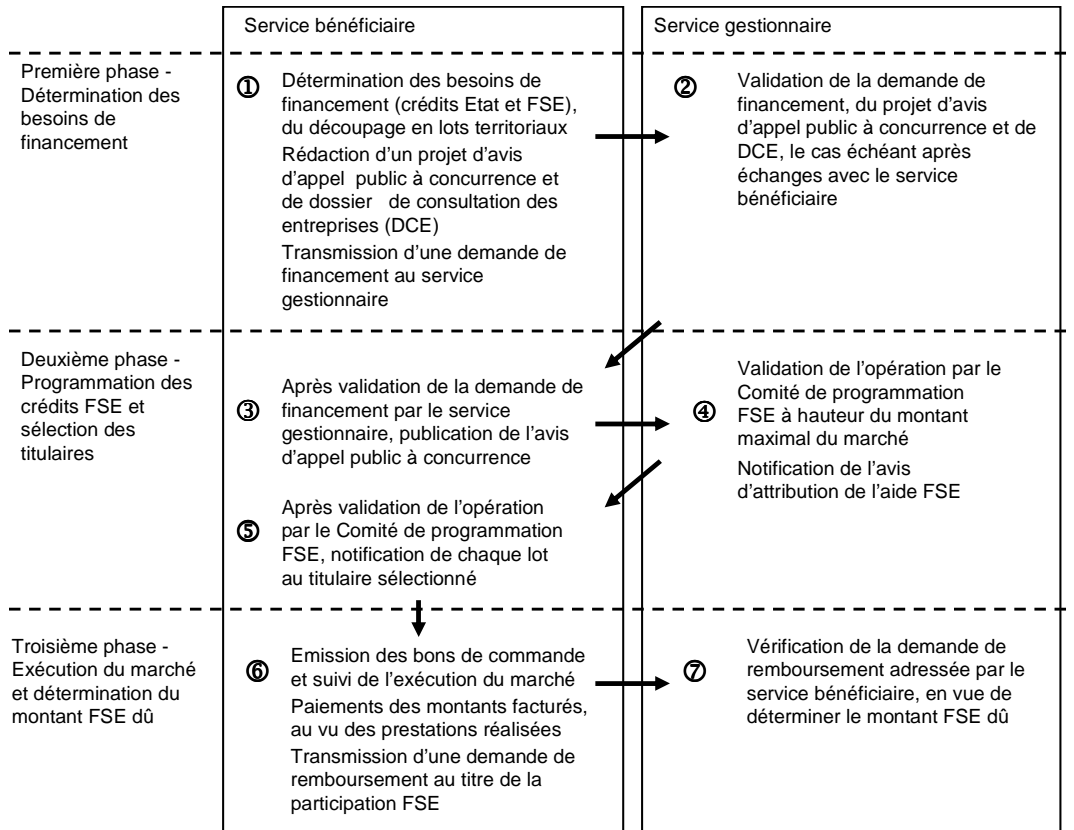 Service bénéficiaire
Service gestionnaire
Première phase -
Détermination des
besoins de
financement
①
Détermination des besoins de
financement (crédits Etat et FSE),
du découpage en lots territoriaux
Rédaction d'un projet d'avis
d'appel public à concurrence et
de dossier de consultation des
entreprises (DCE)
Transmission d'une demande de
financement au service
gestionnaire
②
Validation de la demande de
financement, du projet d'avis
d'appel public à concurrence et de
DCE, le cas échéant après
échanges avec le service
bénéficiaire
Deuxième phase -
Programmation des
crédits FSE et
sélection des
titulaires
③
Après validation de la demande de
financement par le service
gestionnaire, publication de l'avis
d'appel public à concurrence
④
Validation de l'opération par le
Comité de programmation
FSE à hauteur du montant
maximal du marché
Notification de l'avis
d'attribution de l'aide FSE
⑤
Après validation de l'opération
par le Comité de programmation
FSE, notification de chaque lot
au titulaire sélectionné
Troisième phase -
Exécution du marché
et détermination du
montant FSE dû
⑥
Emission des bons de commande
et suivi de l'exécution du marché
Paiements des montants facturés,
au vu des prestations réalisées
Transmission d'une demande de
remboursement au titre de la
participation FSE
⑦
Vérification de la demande de
remboursement adressée par le
service bénéficiaire, en vue de
déterminer le montant FSE dû